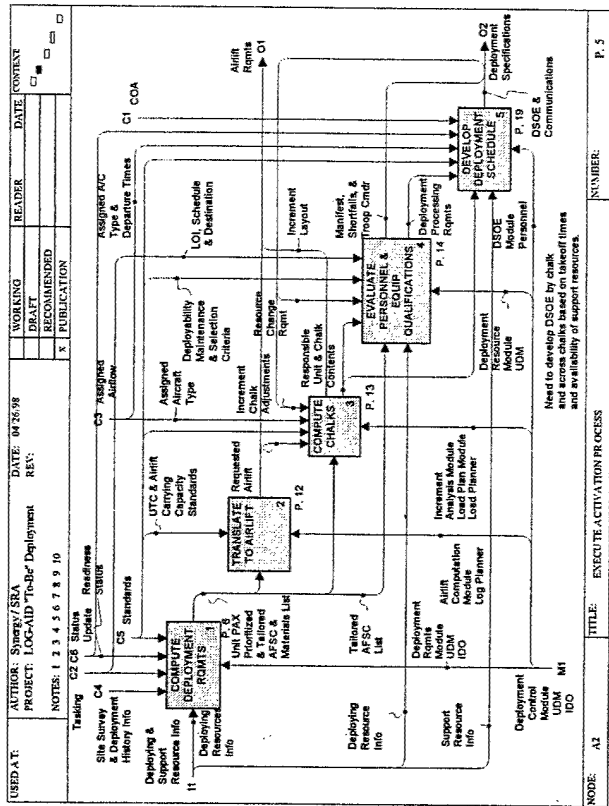 USED AT:
AUTHOR: Synergy / SRA
PROJECT: LOG-AID "To-Be" Deployment
NOTES: 1 2 3 4 5 6 7 8 9 10
DATE: 04/26/98
REV:
WORKING
DRAFT
RECOMMENDED
X PUBLICATION
READER
DATE
CONTEXT:
Tasking
C2
C6 Status
Update
Readiness
Status
C4
C5 Standards
C3 Assigned
Airflow
Assigned A/C
Type &
Departure Times
C1 COA
Site Survey
& Deployment
History Info
Deploying &
Support
Resource Info
I1
Deploying
Resources
Info
COMPUTE
DEPLOYMENT
RQMTS
1
P. 6
Unit PAX
Prioritized
& Tailored
AFSC &
Materials List
UTC & Airlift
Carrying
Capacity
Standards
TRANSLATE
TO AIRLIFT
2
P. 12
Requested
Airlift
Assigned
Aircraft
Type
Increment
Chalk
Adjustments
COMPUTE
CHALKS
3
P. 13
Deployability
Maintenance
& Selection
Criteria
LOI, Schedule
& Destination
Resource
Change
Rqmt
Increment
Layout
Responsible
Unit & Chalk
Contents
EVALUATE
PERSONNEL &
EQUIP
QUALIFICATIONS
4
P. 14
Manifest,
Shortfalls, &
Troop Cmdr
Deployment
Processing
Rqmts
DEVELOP
DEPLOYMENT
SCHEDULE
5
P. 19
Airlift
Rqmts
O1
O2
Deployment
Specifications
DSOE &
Communications
DSOE
Module
Personnel
Tailored
AFSC
List
Deploying
Resource
Info
Support
Resource
Info
Deployment
Rqmts
Module
UDM
IDO
Airlift
Computation
Module
Log Planner
Increment
Analysis Module
Load Plan Module
Load Planner
Deployment
Resource
Module
UDM
Deployment
Control
Module
UDM
IDO
M1
Need to develop DSOE by chalk
and across chalks based on takeoff times
and availability of support resources.
NODE: A2
TITLE: EXECUTE ACTIVATION PROCESS
NUMBER:
P. 5